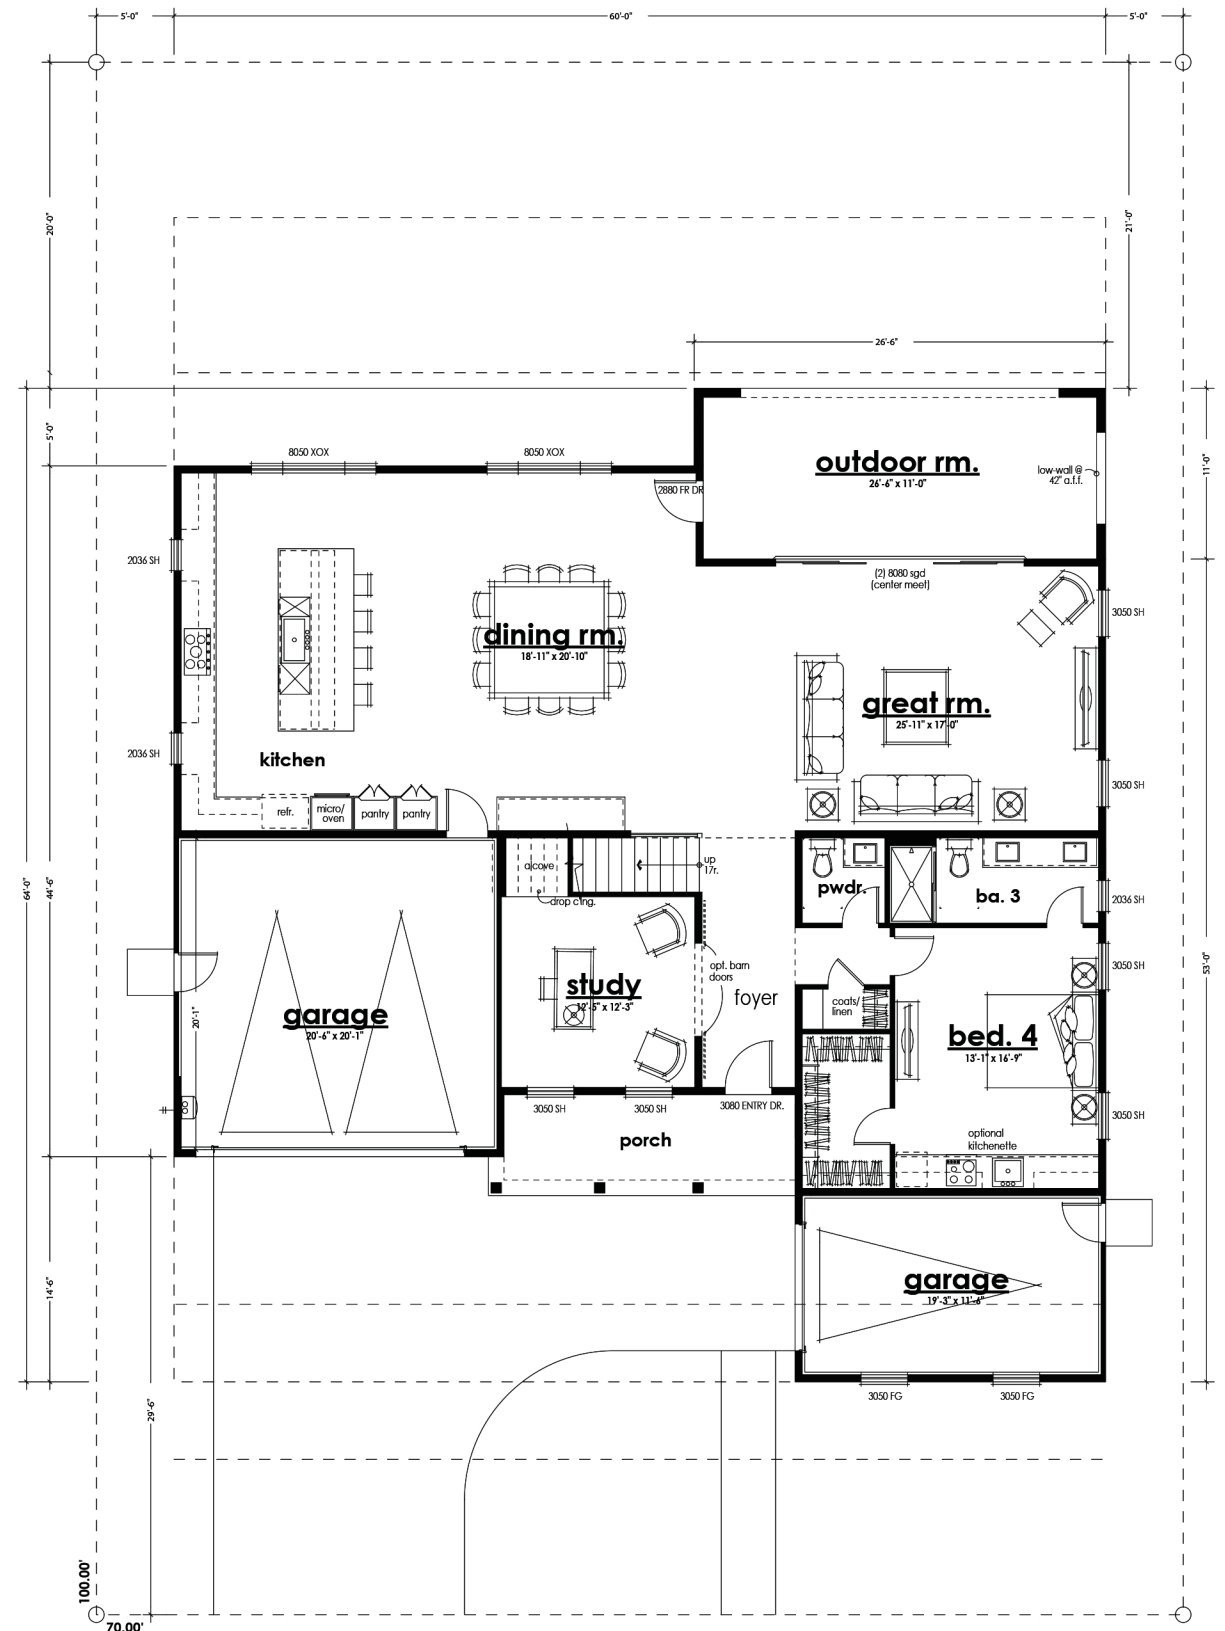 5'-0"
60'-0"
5'-0"
20'-0"
21'-0"
26'-6"
5'-0"
8050 XOX
8050 XOX
outdoor rm.
26'-6" x 11'-0"
low-wall @
42" a.f.f.
11'-0"
2880 FR DR
2036 SH
(2) 8080 sgd
(center meet)
3050 SH
dining rm.
18'-11" x 20'-10"
great rm.
25'-11" x 17'-0"
2036 SH
kitchen
3050 SH
refr.
micro/
oven
pantry
pantry
up
17r.
alcove
drop c'lng.
pwdr.
ba. 3
2036 SH
64'-0"
44'-6"
53'-0"
opt. barn
doors
3050 SH
study
12'-5" x 12'-3"
foyer
coats/
linen
garage
20'-6" x 20'-1"
20'-1"
bed. 4
13'-1" x 16'-9"
3050 SH
3050 SH
3080 ENTRY DR.
3050 SH
porch
optional
kitchenette
garage
19'-3" x 11'-6"
14'-6"
29'-6"
3050 FG
3050 FG
100.00'
70.00'